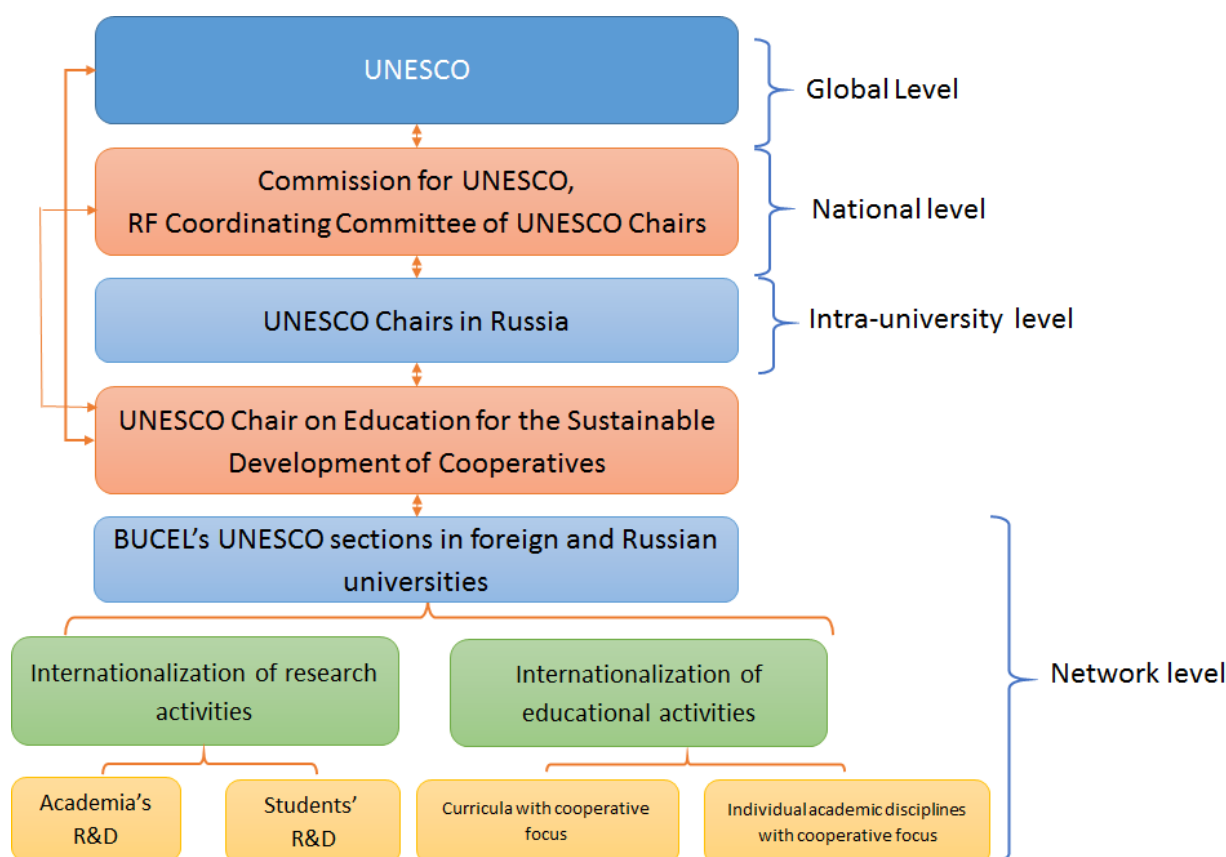 UNESCO
Global Level
Commission for UNESCO,
RF Coordinating Committee of UNESCO Chairs
National level
UNESCO Chairs in Russia
Intra-university level
UNESCO Chair on Education for the Sustainable
Development of Cooperatives
BUCEL’s UNESCO sections in foreign and Russian
universities
Internationalization of research
activities
Internationalization of
educational activities
Network level
Academia’s
R&D
Students’
R&D
Curricula with cooperative
focus
Individual academic disciplines
with cooperative focus